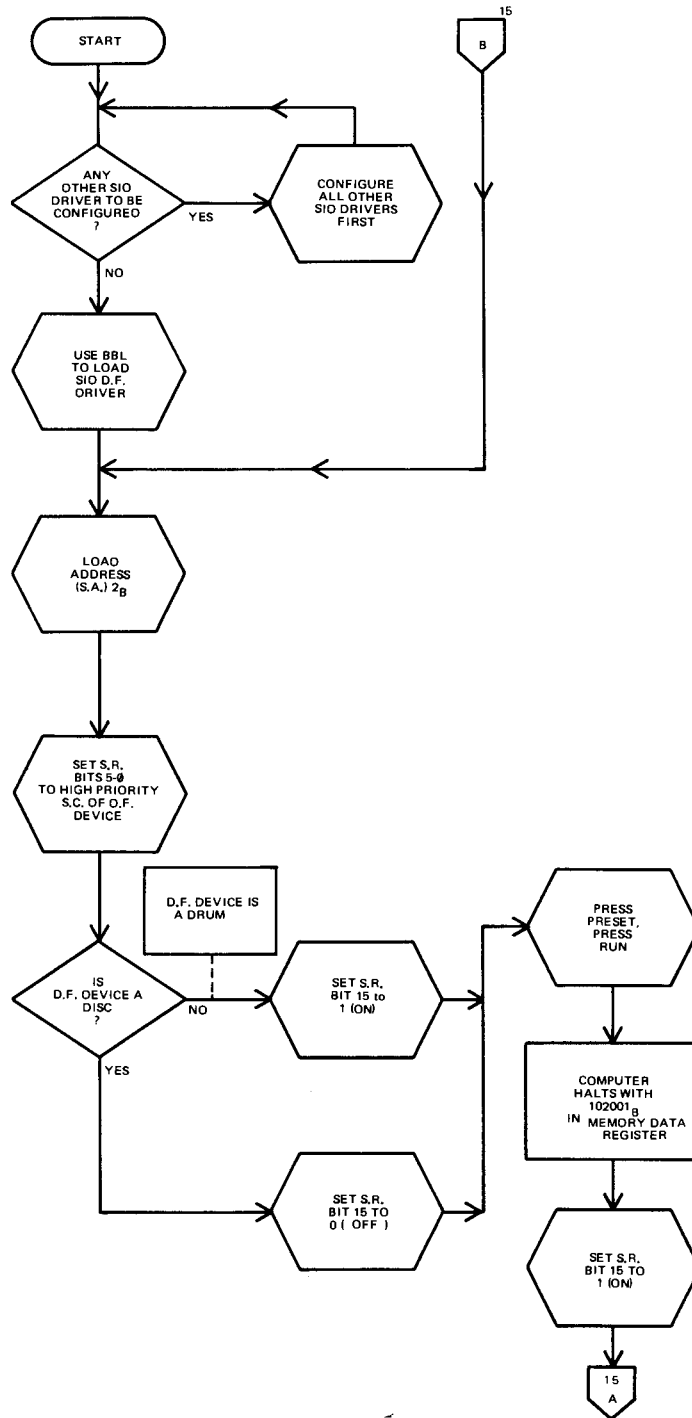 START
15
B
ANY
OTHER SIO
DRIVER TO BE
CONFIGUREO
?
YES
CONFIGURE
ALL OTHER
SIO DRIVERS
FIRST
NO
USE BBL
TO LOAD
SIO D.F.
ORIVER
LOAO
ADDRESS
(S.A.) 2B
SET S.R.
BITS 5-0
TO HIGH PRIORITY
S.C. OF O.F.
DEVICE
D.F. DEVICE IS
A DRUM
IS
D.F. DEVICE A
DISC
?
NO
YES
SET S.R.
BIT 15 to
1 (ON)
SET S.R.
BIT 15 TO
0 ( OFF )
PRESS
PRESET,
PRESS
RUN
COMPUTER
HALTS WITH
102001B
IN MEMORY DATA
REGISTER
SET S.R.
BIT 15 TO
1 (ON)
15
A